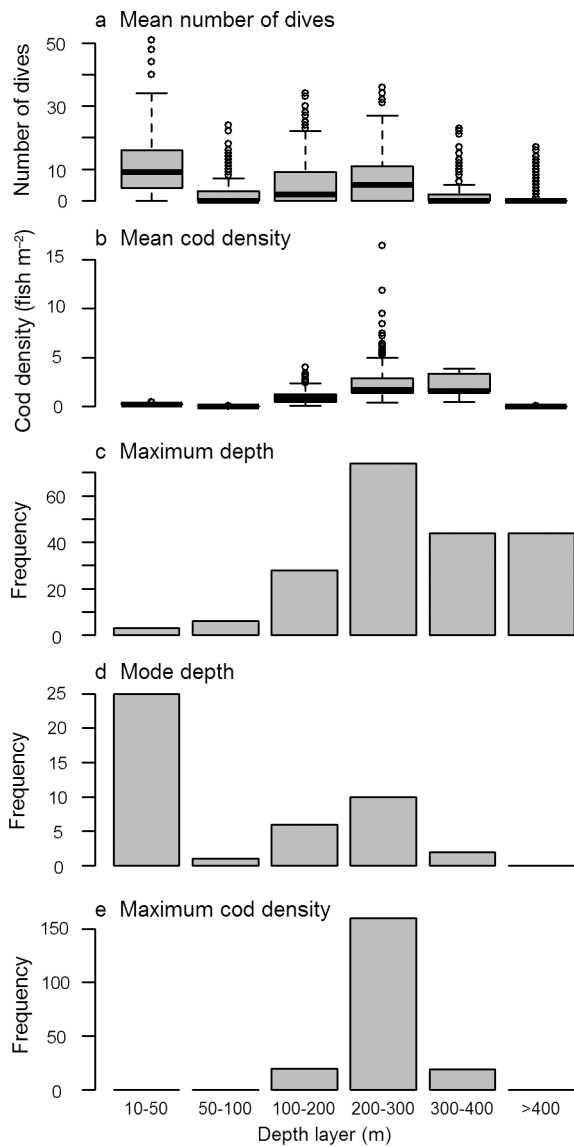 a Mean number of dives
50
30
10
0
Number of dives
b Mean cod density
15
10
5
0
Cod density (fish m⁻²)
c Maximum depth
60
40
20
0
Frequency
d Mode depth
25
20
15
10
5
0
Frequency
e Maximum cod density
150
100
50
0
Frequency
10-50 50-100 100-200 200-300 300-400 >400
Depth layer (m)